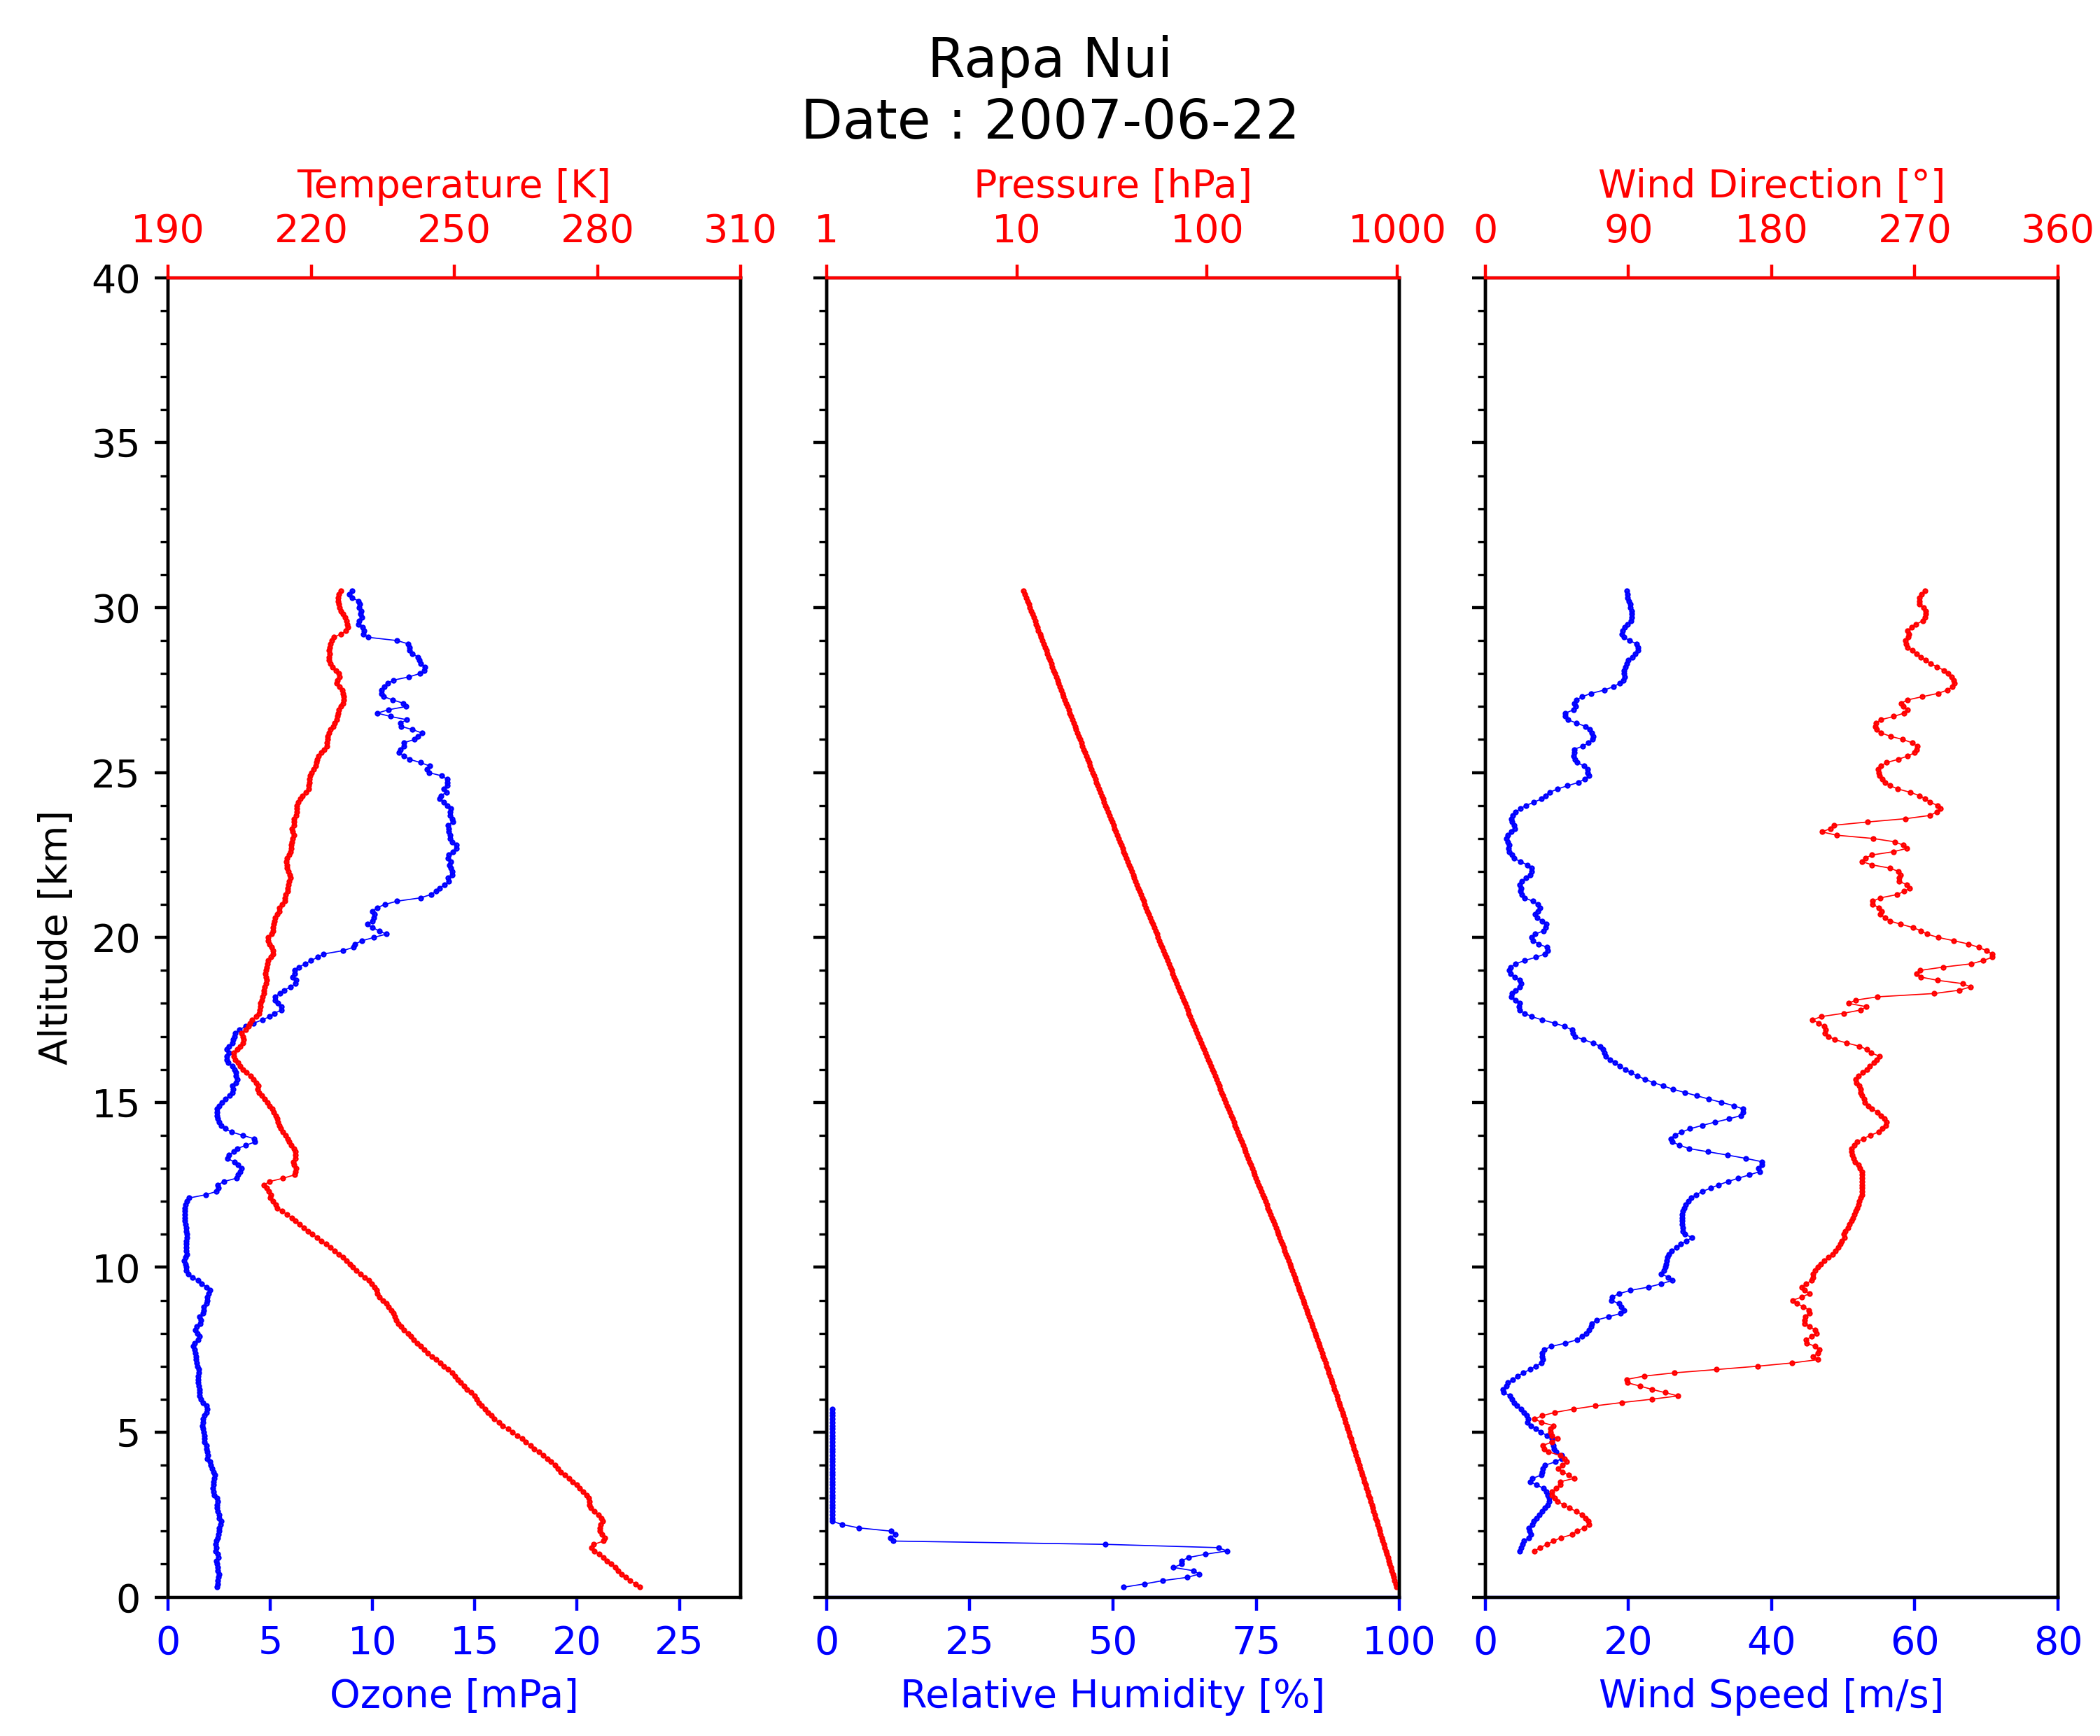 Rapa Nui
Date : 2007-06-22
Temperature [K]
190 220 250 280 310
Pressure [hPa]
1 10 100 1000
Wind Direction [°]
0 90 180 270 360
Altitude [km]
40
35
30
25
20
15
10
5
0
0 5 10 15 20 25
Ozone [mPa]
0 25 50 75 100
Relative Humidity [%]
0 20 40 60 80
Wind Speed [m/s]